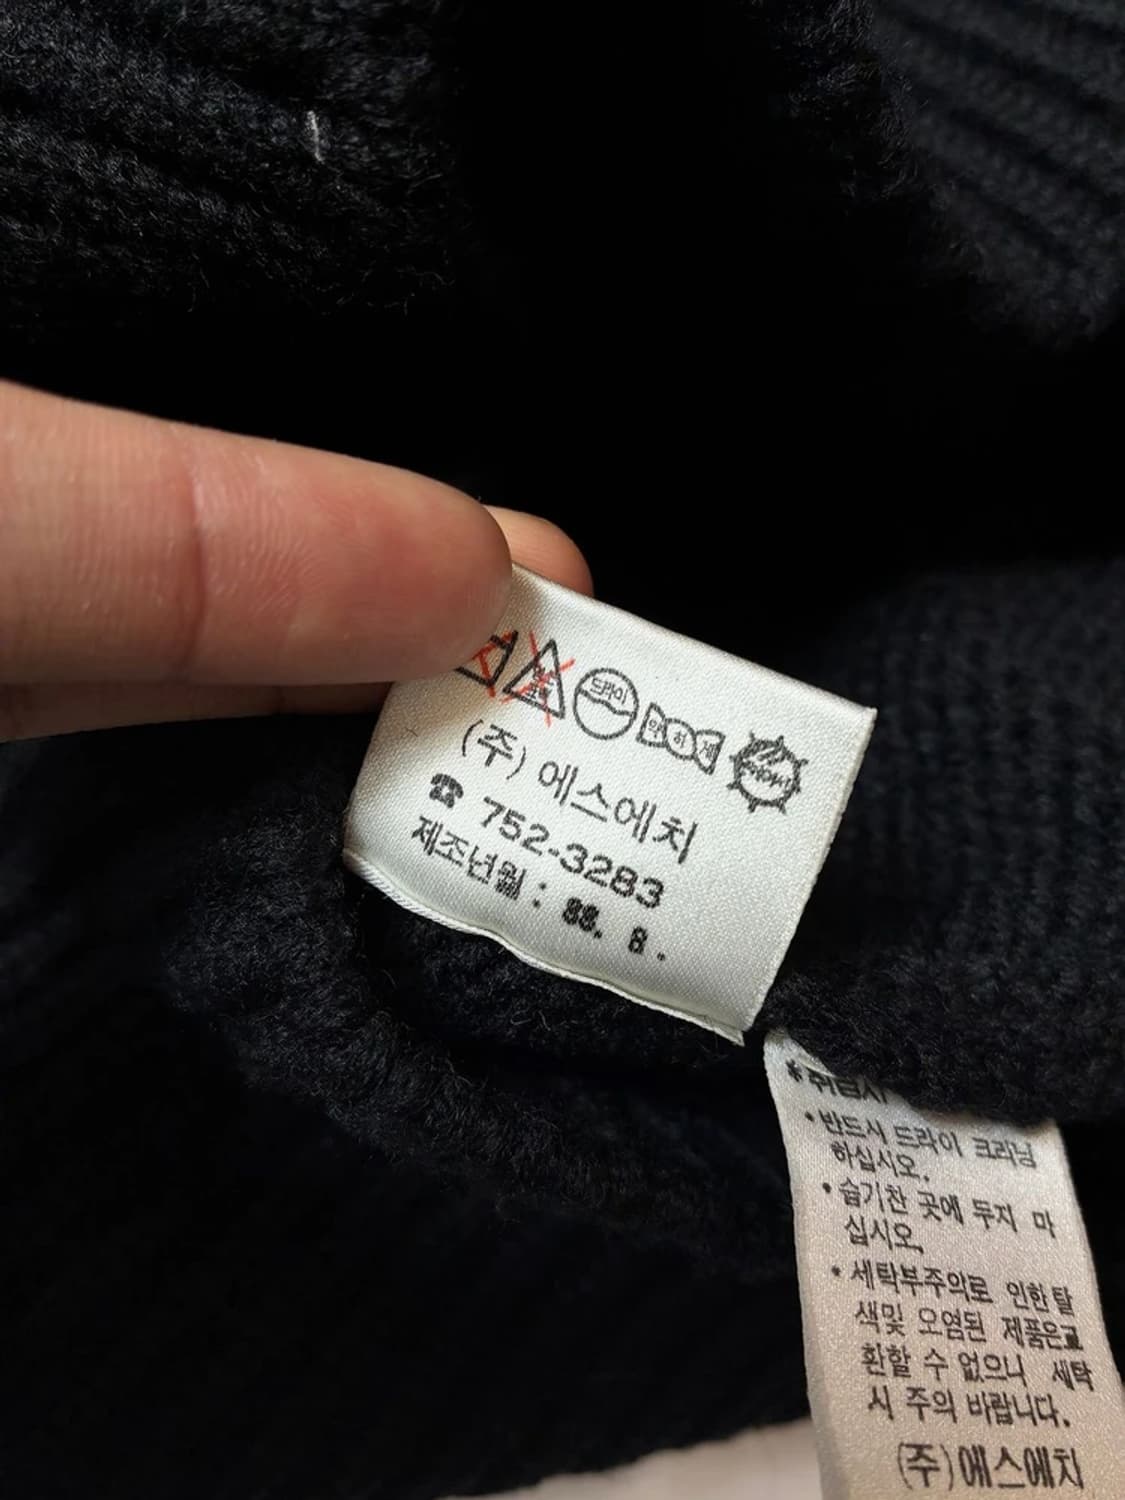 드라이
약하게
(주) 에스에치
☎ 752-3283
제조년월 : 88. 8.
*취급시
•반드시 드라이 크리닝
하십시오.
•습기찬 곳에 두지 마
십시오.
•세탁부주의로 인한탈
색및 오염된 제품은교
환할 수 없으니 세탁
시 주의 바랍니다.
(주)에스에치